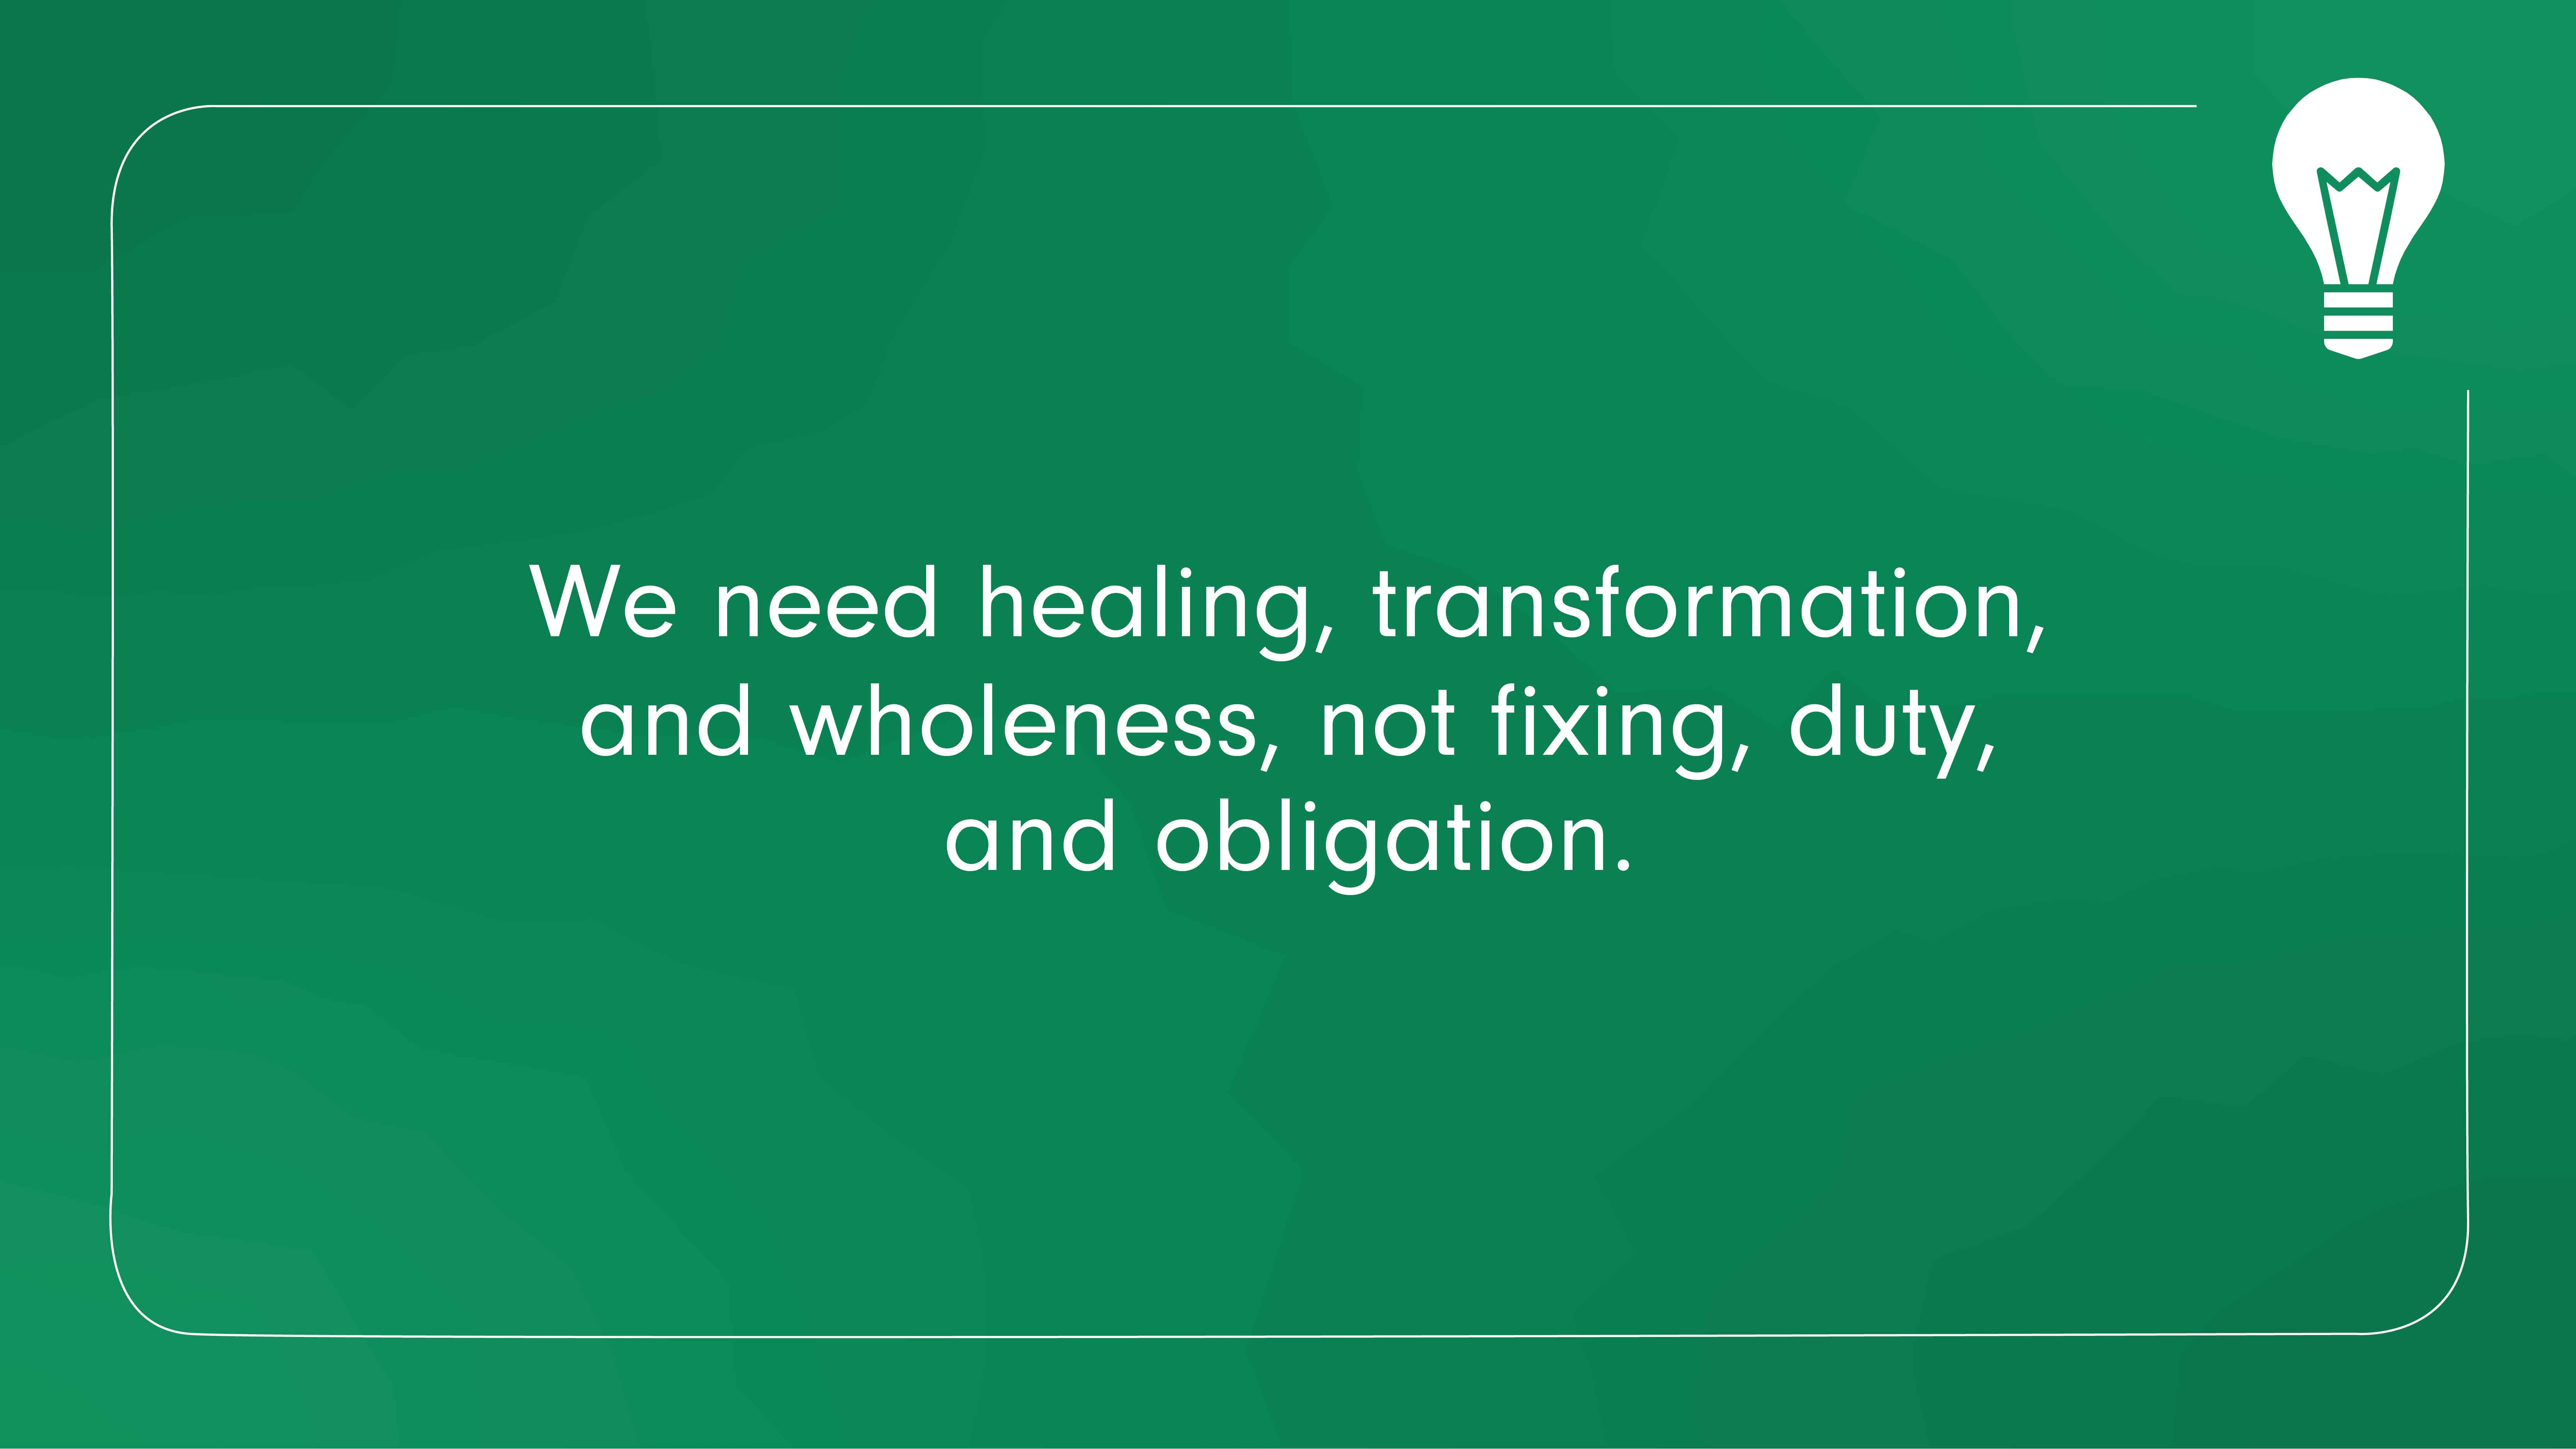 We need healing, transformation,
and wholeness, not fixing, duty,
and obligation.